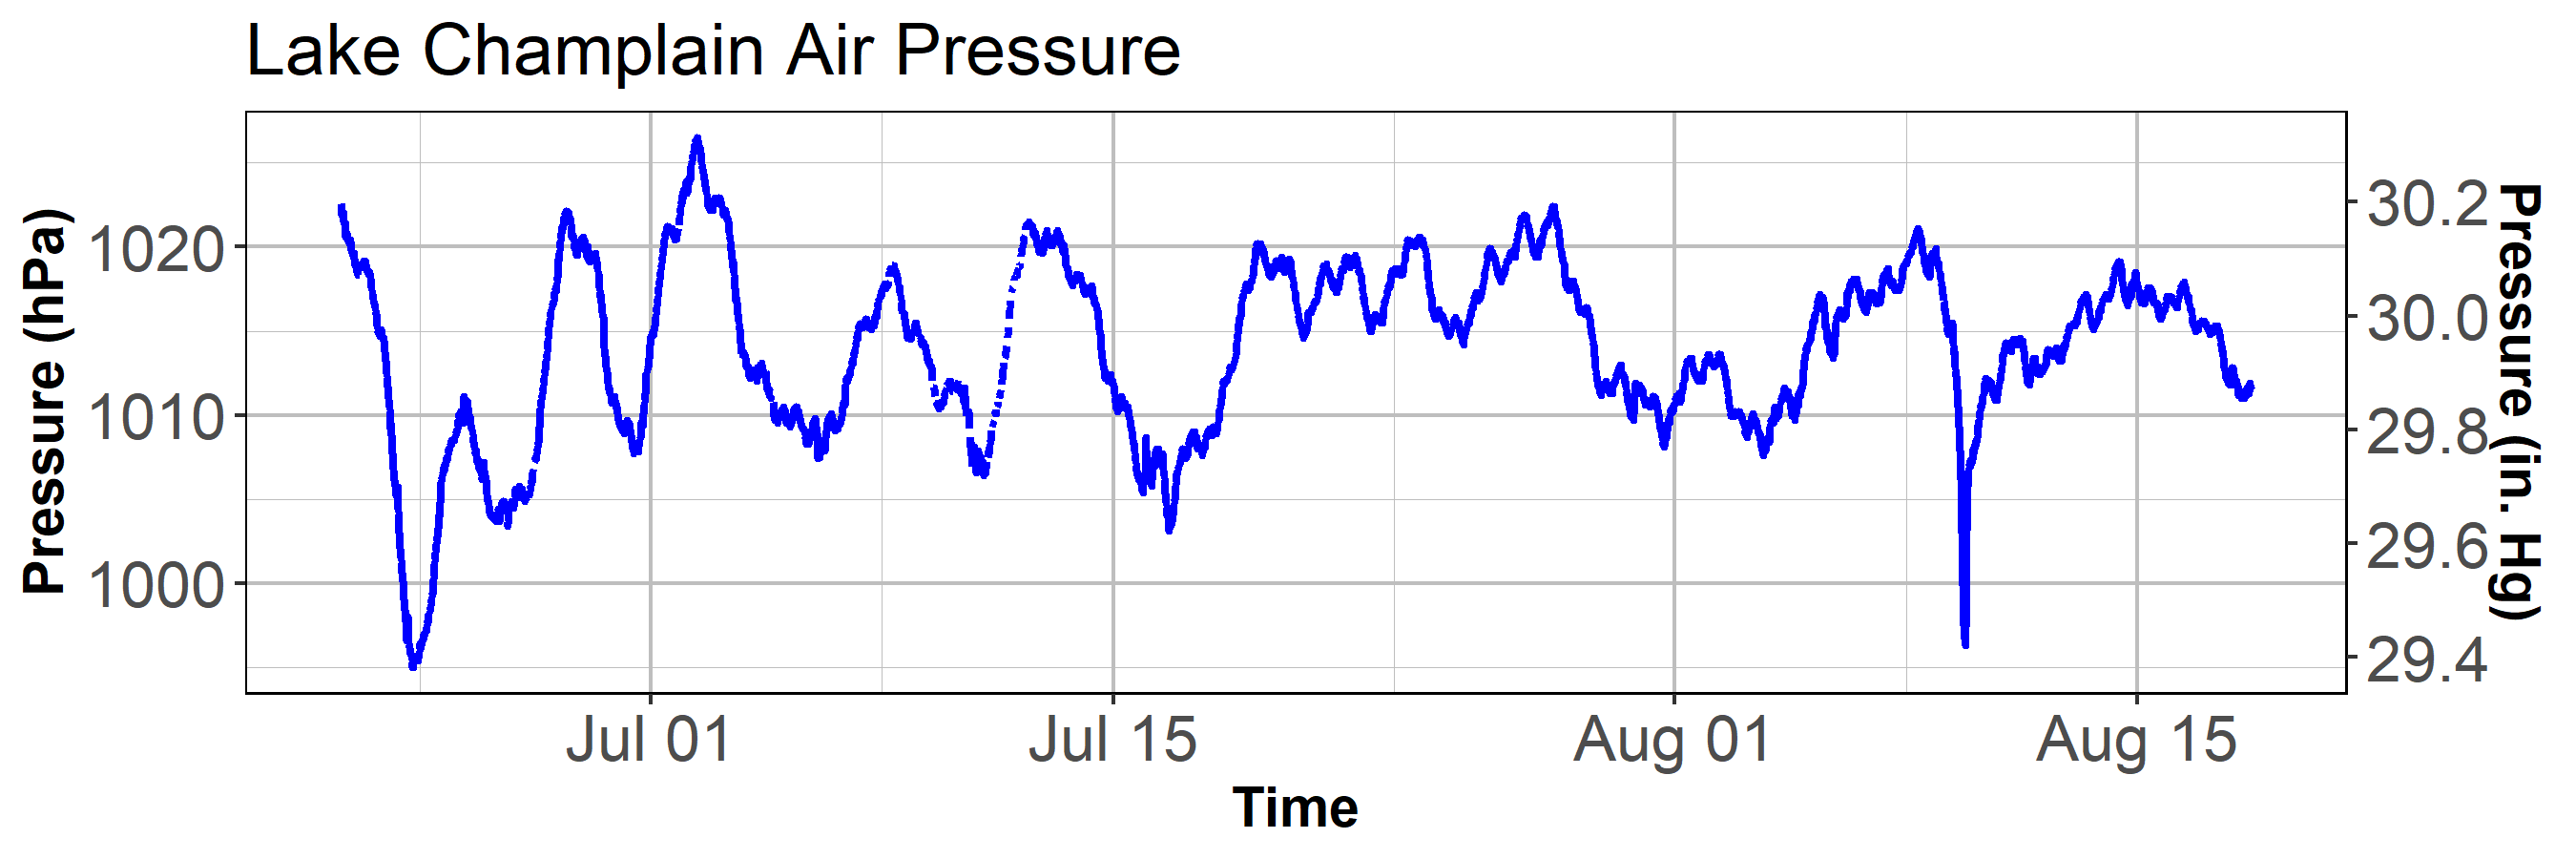 Lake Champlain Air Pressure
Pressure (hPa)
1020
1010
1000
30.2
30.0
29.8
29.6
29.4
Pressure (in. Hg)
Jul 01
Jul 15
Aug 01
Aug 15
Time